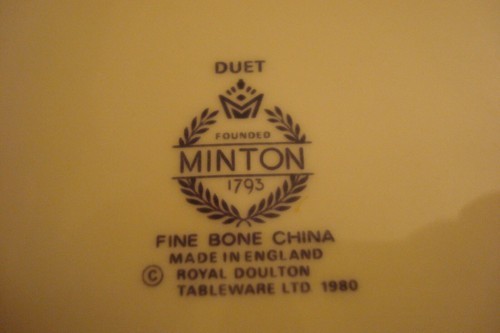 DUET
M
FOUNDED
MINTON
1793
FINE BONE CHINA
MADE IN ENGLAND
© ROYAL DOULTON
TABLEWARE LTD 1980